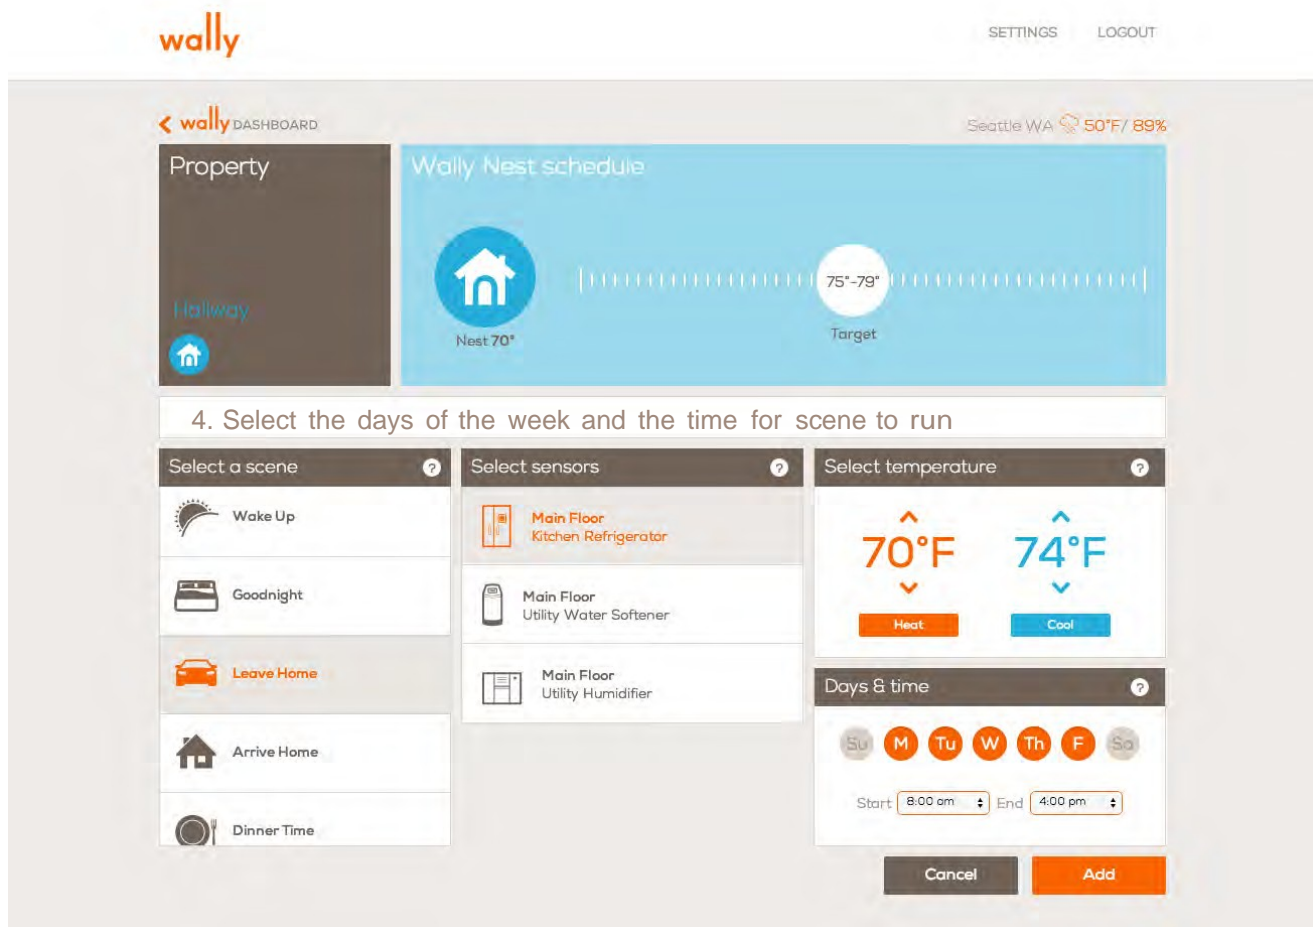 wally
SETTINGS LOGOUT
wally DASHBOARD
Seattle WA 50°F/ 89%
Property
Hallway
Wally Nest schedule
Nest 70°
75°-79°
Target
4. Select the days of the week and the time for scene to run
Select a scene ?
Wake Up
Goodnight
Leave Home
Arrive Home
Dinner Time
Select sensors ?
Main Floor
Kitchen Refrigerator
Main Floor
Utility Water Softener
Main Floor
Utility Humidifier
Select temperature ?
70°F 74°F
Heat Cool
Days & time ?
Su M Tu W Th F Sa
Start 8:00 am End 4:00 pm
Cancel Add